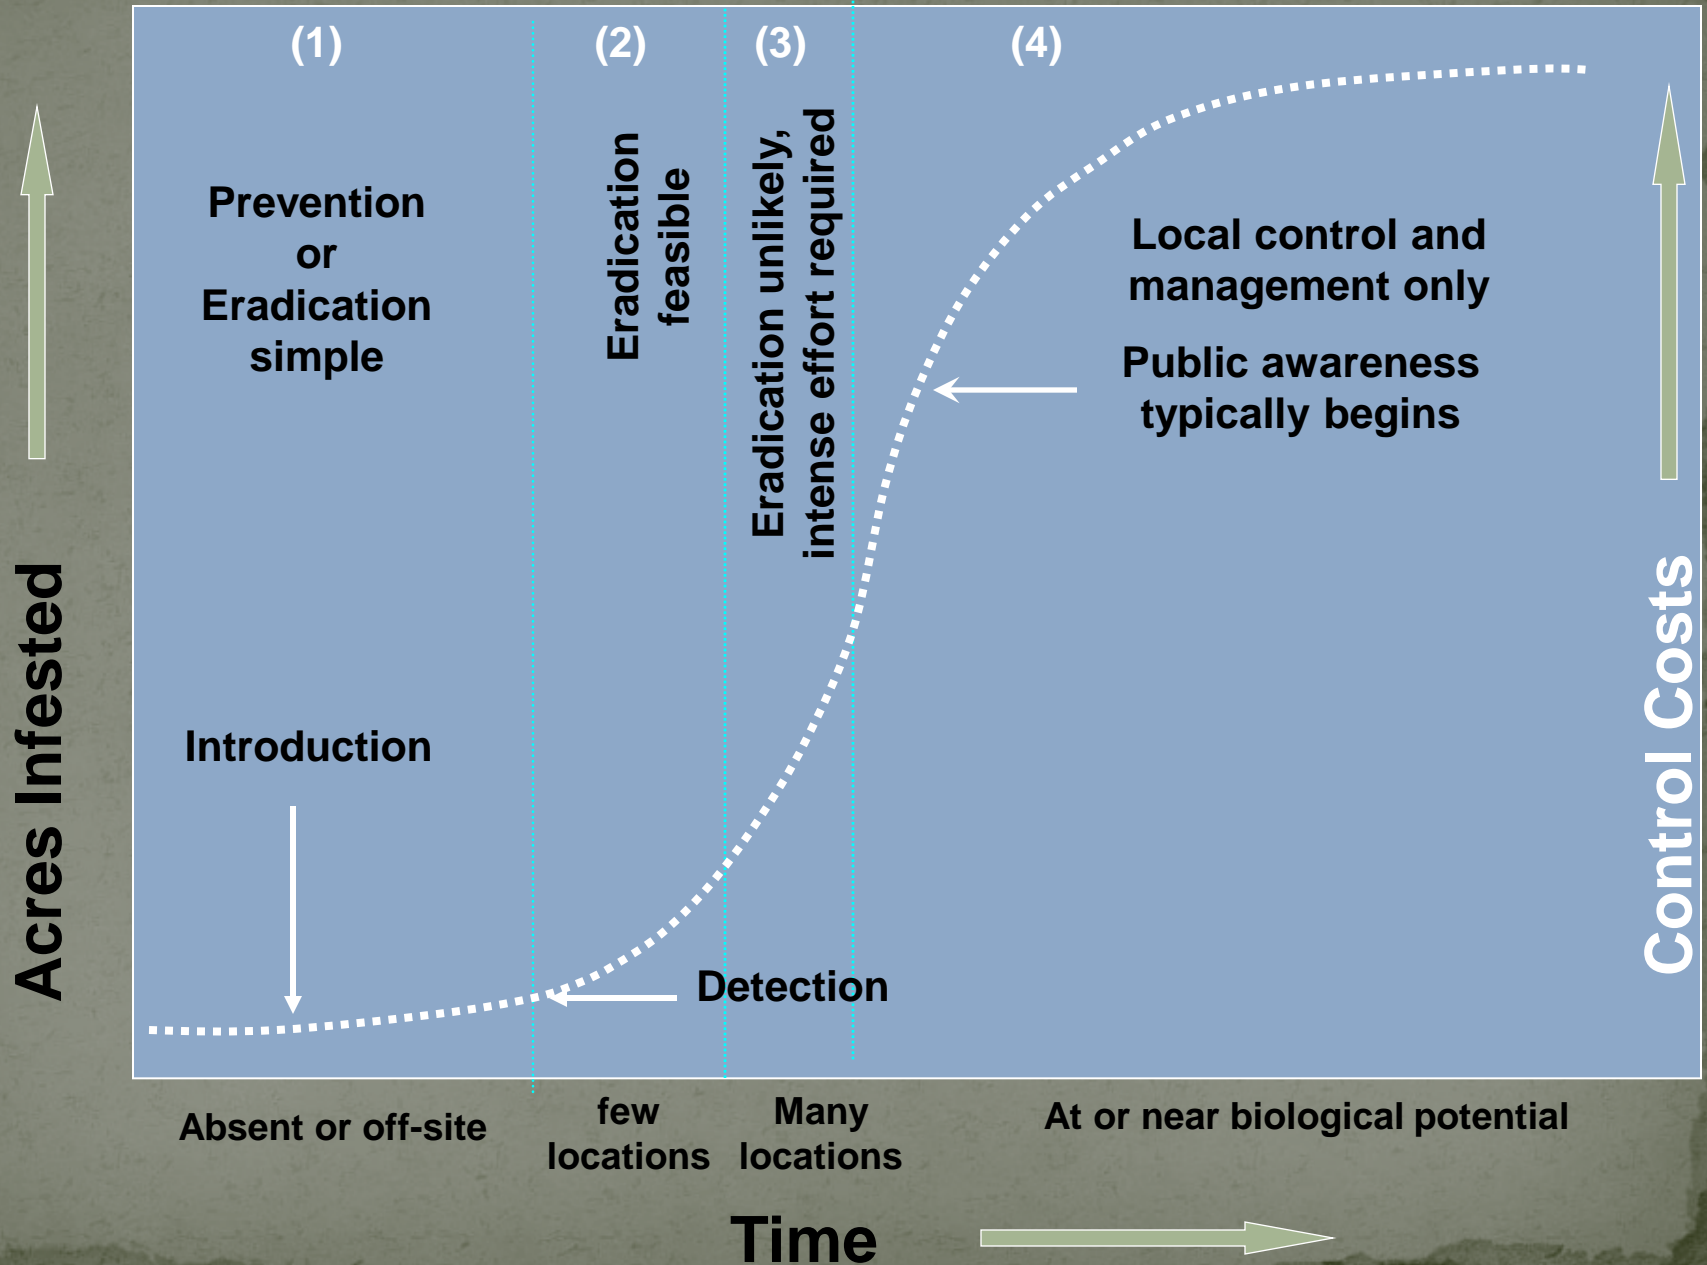 (1)
(2)
(3)
(4)
Prevention
or
Eradication
simple
Eradication
feasible
Eradication unlikely,
intense effort required
Local control and
management only
Public awareness
typically begins
Introduction
Detection
Acres Infested
Control Costs
Absent or off-site
few
locations
Many
locations
At or near biological potential
Time